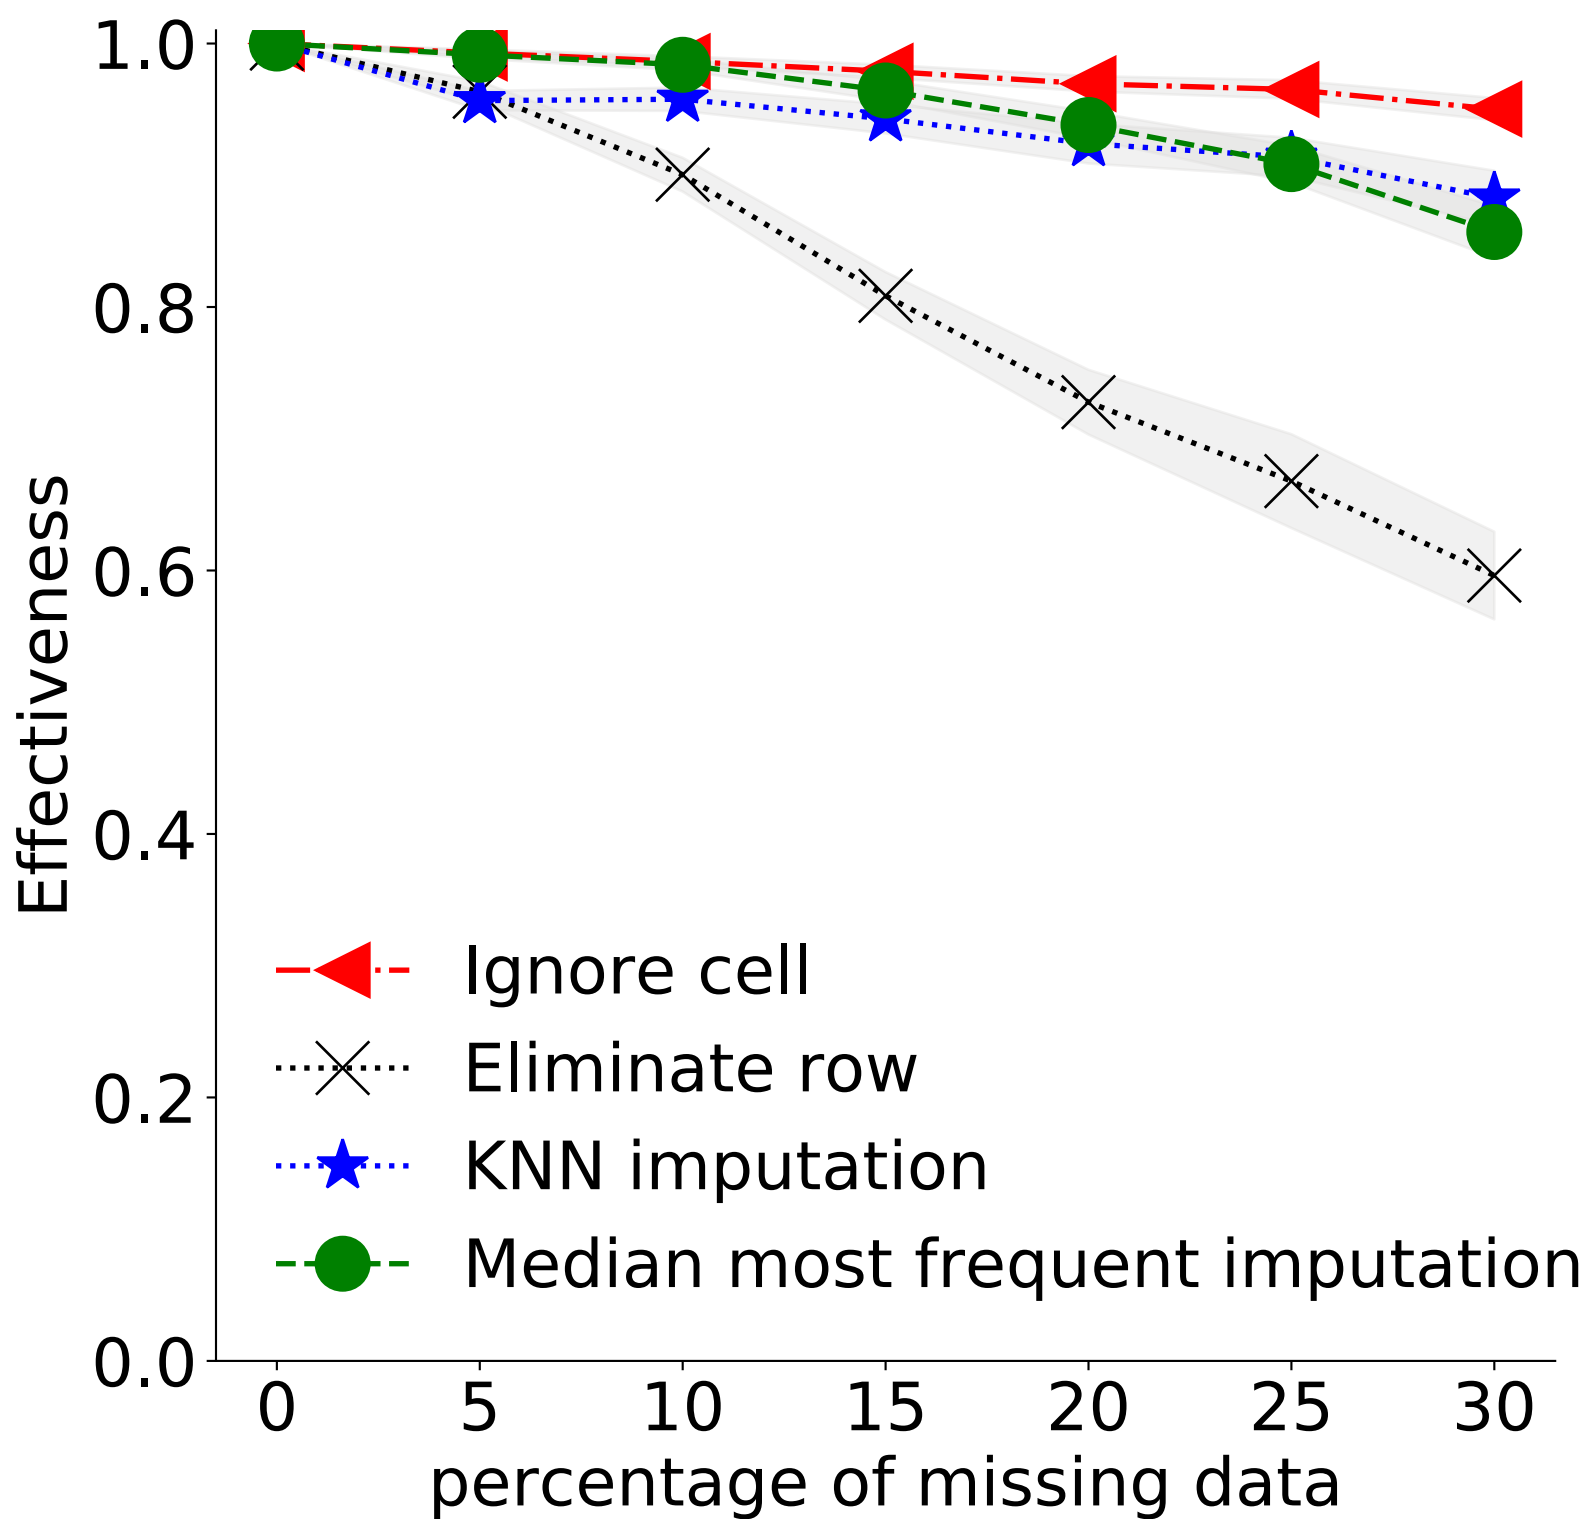 1.0
0.8
0.6
0.4
0.2
0.0
Effectiveness
Ignore cell
Eliminate row
KNN imputation
Median most frequent imputation
0 5 10 15 20 25 30
percentage of missing data